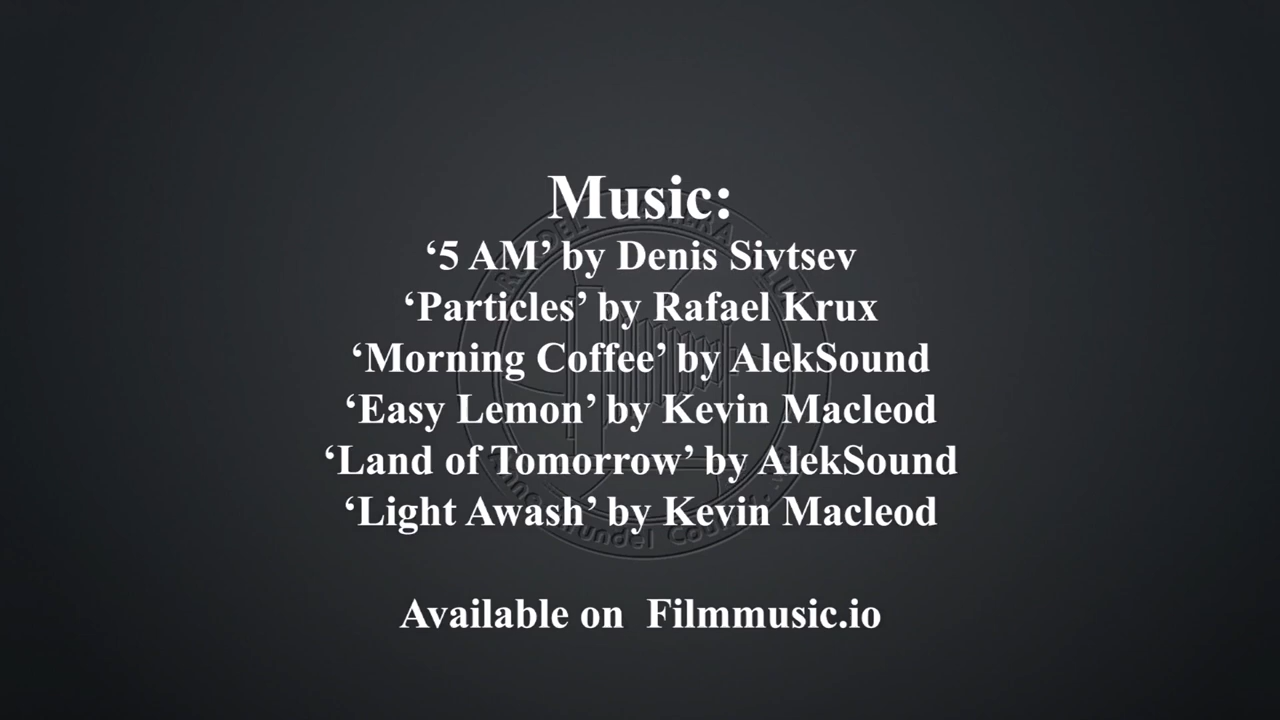 Music:
‘5 AM’ by Denis Sivtsev
‘Particles’ by Rafael Krux
‘Morning Coffee’ by AlekSound
‘Easy Lemon’ by Kevin Macleod
‘Land of Tomorrow’ by AlekSound
‘Light Awash’ by Kevin Macleod
Available on Filmmusic.io